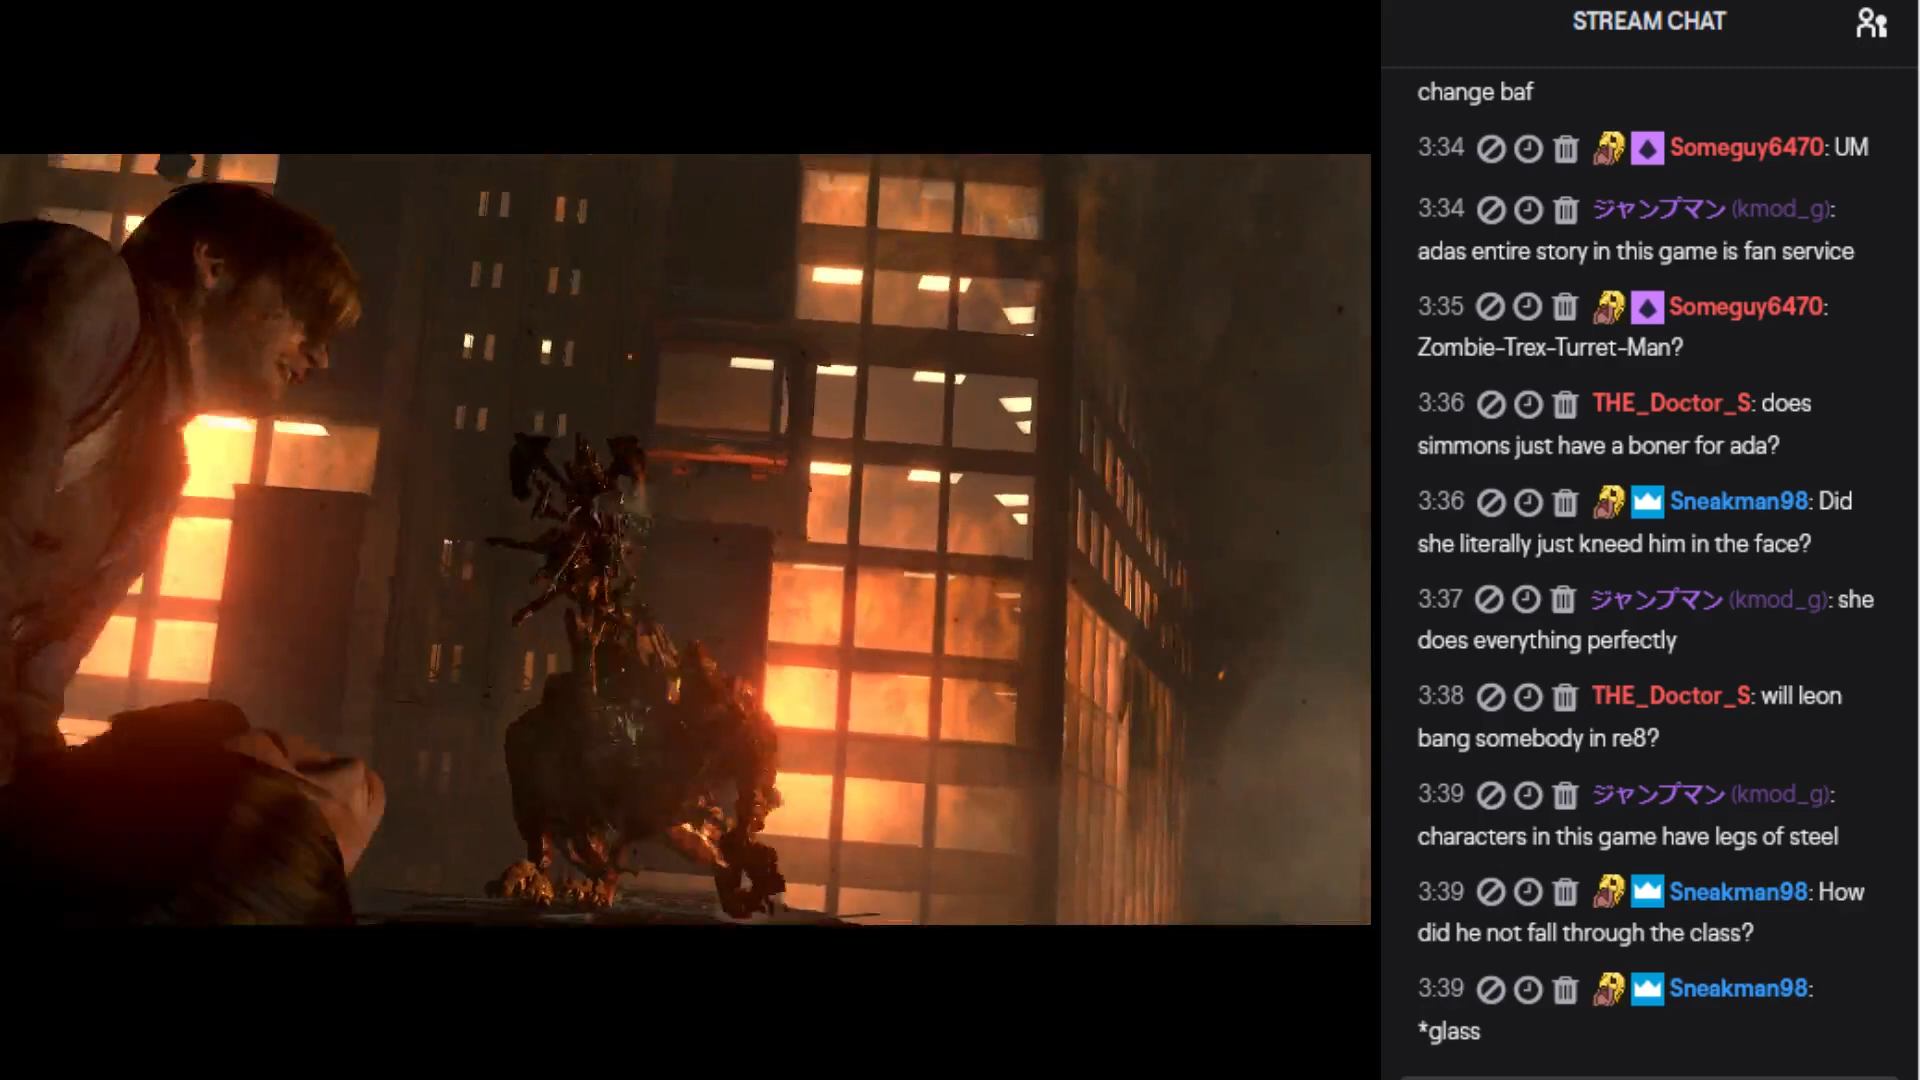 STREAM CHAT
change baf
3:34 Someguy6470: UM
3:34 ジャンプマン (kmod_g):
adas entire story in this game is fan service
3:35 Someguy6470:
Zombie-Trex-Turret-Man?
3:36 THE_Doctor_S: does
simmons just have a boner for ada?
3:36 Sneakman98: Did
she literally just kneed him in the face?
3:37 ジャンプマン (kmod_g): she
does everything perfectly
3:38 THE_Doctor_S: will leon
bang somebody in re8?
3:39 ジャンプマン (kmod_g):
characters in this game have legs of steel
3:39 Sneakman98: How
did he not fall through the class?
3:39 Sneakman98:
*glass